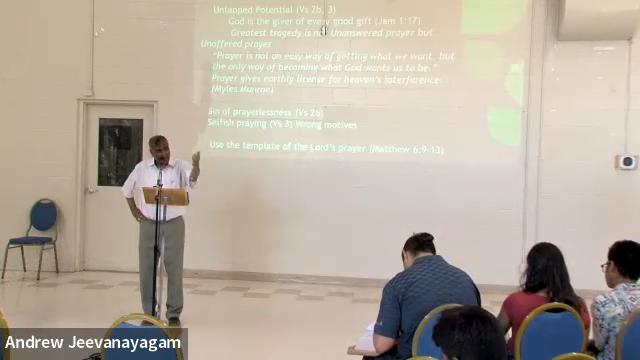 Untapped Potential (Vs 2b, 3)
God is the giver of every good gift (Jam 1:17)
Greatest tragedy is not Unanswered prayer but
Unoffered prayer
"Prayer is not an easy way of getting what we want, but
the only way of becoming what God wants us to be."
Prayer gives earthly license for heaven's interference
(Myles Munroe)
Sin of prayerlessness (Vs 2b)
Selfish praying (Vs 3) Wrong motives
Use the template of the Lord's prayer (Matthew 6:9-13)
Andrew Jeevanayagam